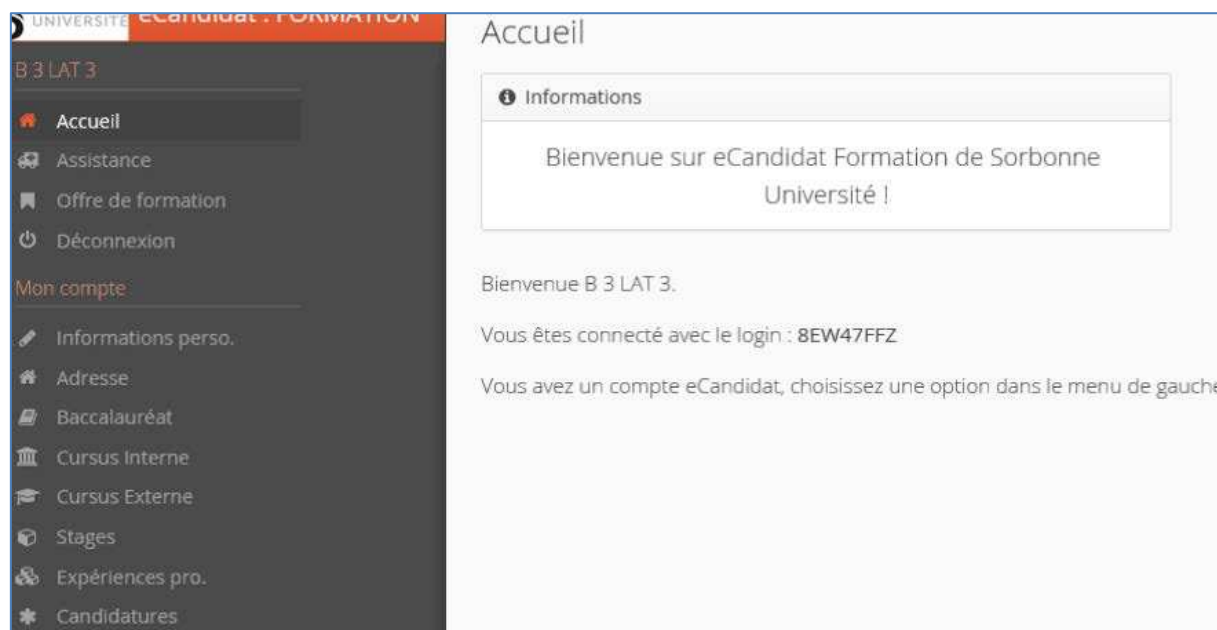 UNIVERSITÉ eCandidat : FORMATION
B 3 LAT 3
Accueil
Assistance
Offre de formation
Déconnexion
Mon compte
Informations perso.
Adresse
Baccalauréat
Cursus Interne
Cursus Externe
Stages
Expériences pro.
Candidatures
Accueil
Informations
Bienvenue sur eCandidat Formation de Sorbonne
Université !
Bienvenue B 3 LAT 3.
Vous êtes connecté avec le login : 8EW47FFZ
Vous avez un compte eCandidat, choisissez une option dans le menu de gauche